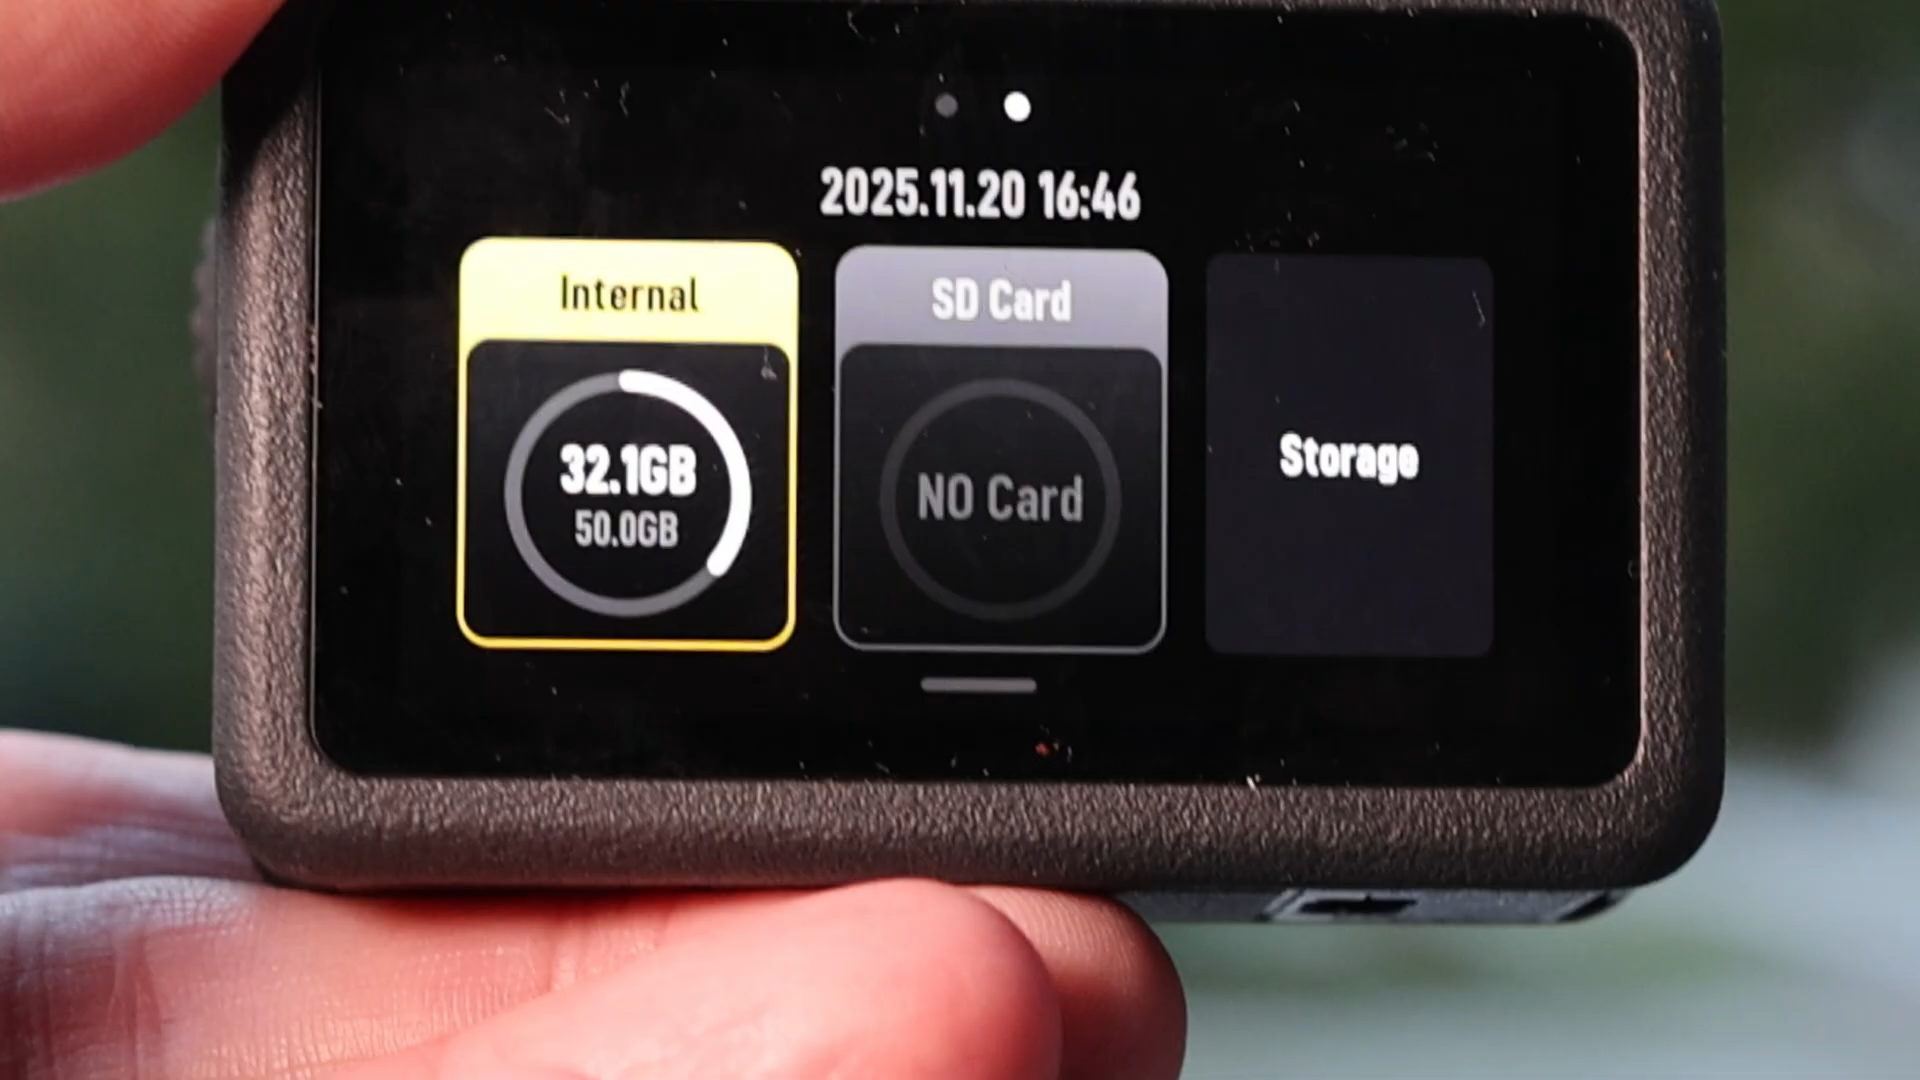 2025.11.20 16:46
Internal
32.1GB
50.0GB
SD Card
NO Card
Storage